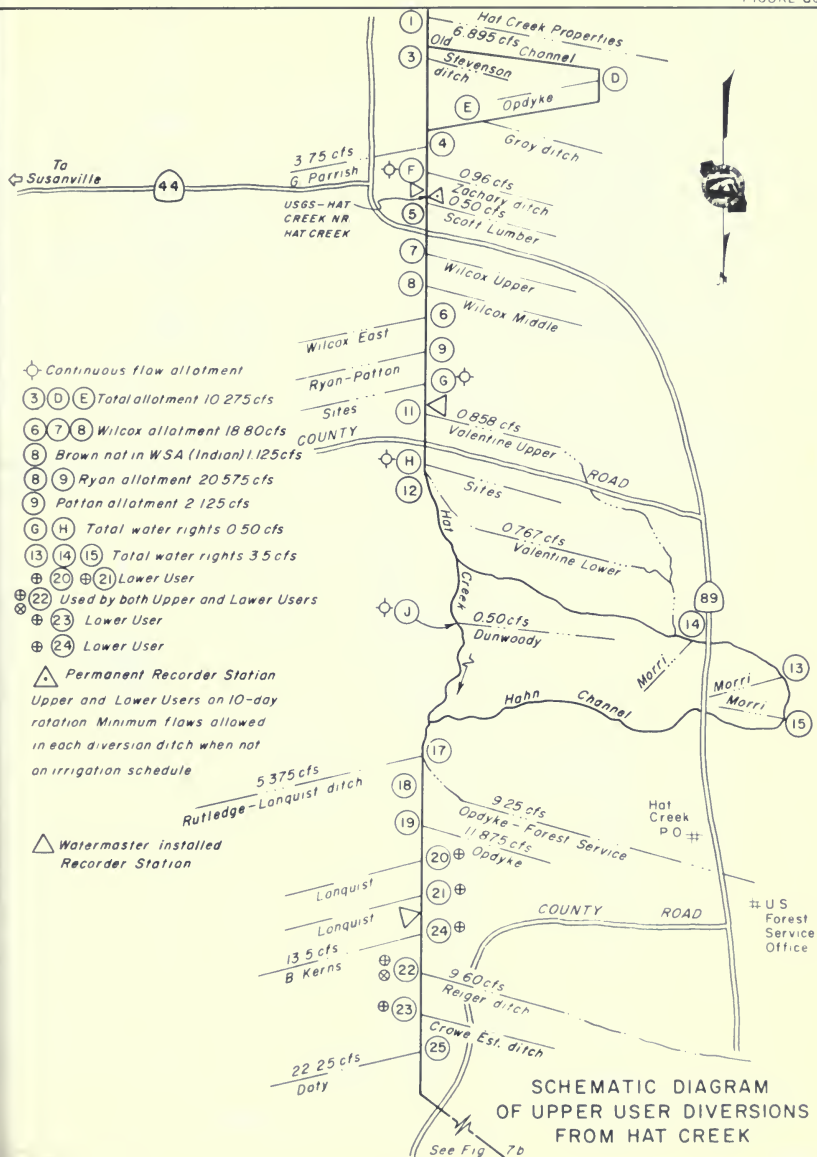 FIGURE
1
Hat Creek Properties
6.895 cfs
Old Channel
3
Stevenson
ditch
D
E
Opdyke
Gray ditch
4
3 75 cfs
G Parrish
F
0.96 cfs
Zachary ditch
To
Susanville
44
USGS-HAT
CREEK NR
HAT CREEK
5
0.50 cfs
Scott Lumber
7
Wilcox Upper
8
Wilcox Middle
6
Wilcox East
9
Ryan-Patton
G
Sites
11
0.858 cfs
Valentine Upper
COUNTY ROAD
H
Sites
12
Hat Creek
0.767 cfs
Valentine Lower
89
J
0.50 cfs
Dunwoody
14
Morri
13
Morri
Morri
15
Hahn Channel
17
5 375 cfs
Rutledge-Lonquist ditch
18
9 25 cfs
Opdyke - Forest Service
19
11 875 cfs
Opdyke
Hat
Creek
P O
20
Lonquist
21
Lonquist
24
COUNTY ROAD
U S
Forest
Service
Office
13 5 cfs
B Kerns
22
9 60 cfs
Reiger ditch
23
Crowe Est. ditch
25
22 25 cfs
Doty
See Fig 7b
Continuous flow allotment
3 D E Total allotment 10 275 cfs
6 7 8 Wilcox allotment 18 80 cfs
8 Brown not in WSA (Indian) 1.125 cfs
8 9 Ryan allotment 20 575 cfs
9 Patton allotment 2 125 cfs
G H Total water rights 0 50 cfs
13 14 15 Total water rights 3 5 cfs
⊕ 20 ⊕ 21 Lower User
⊕ ⊗ 22 Used by both Upper and Lower Users
⊕ 23 Lower User
⊕ 24 Lower User
Permanent Recorder Station
Upper and Lower Users on 10-day
rotation Minimum flaws allowed
in each diversion ditch when not
an irrigation schedule
Watermaster installed
Recorder Station
SCHEMATIC DIAGRAM
OF UPPER USER DIVERSIONS
FROM HAT CREEK